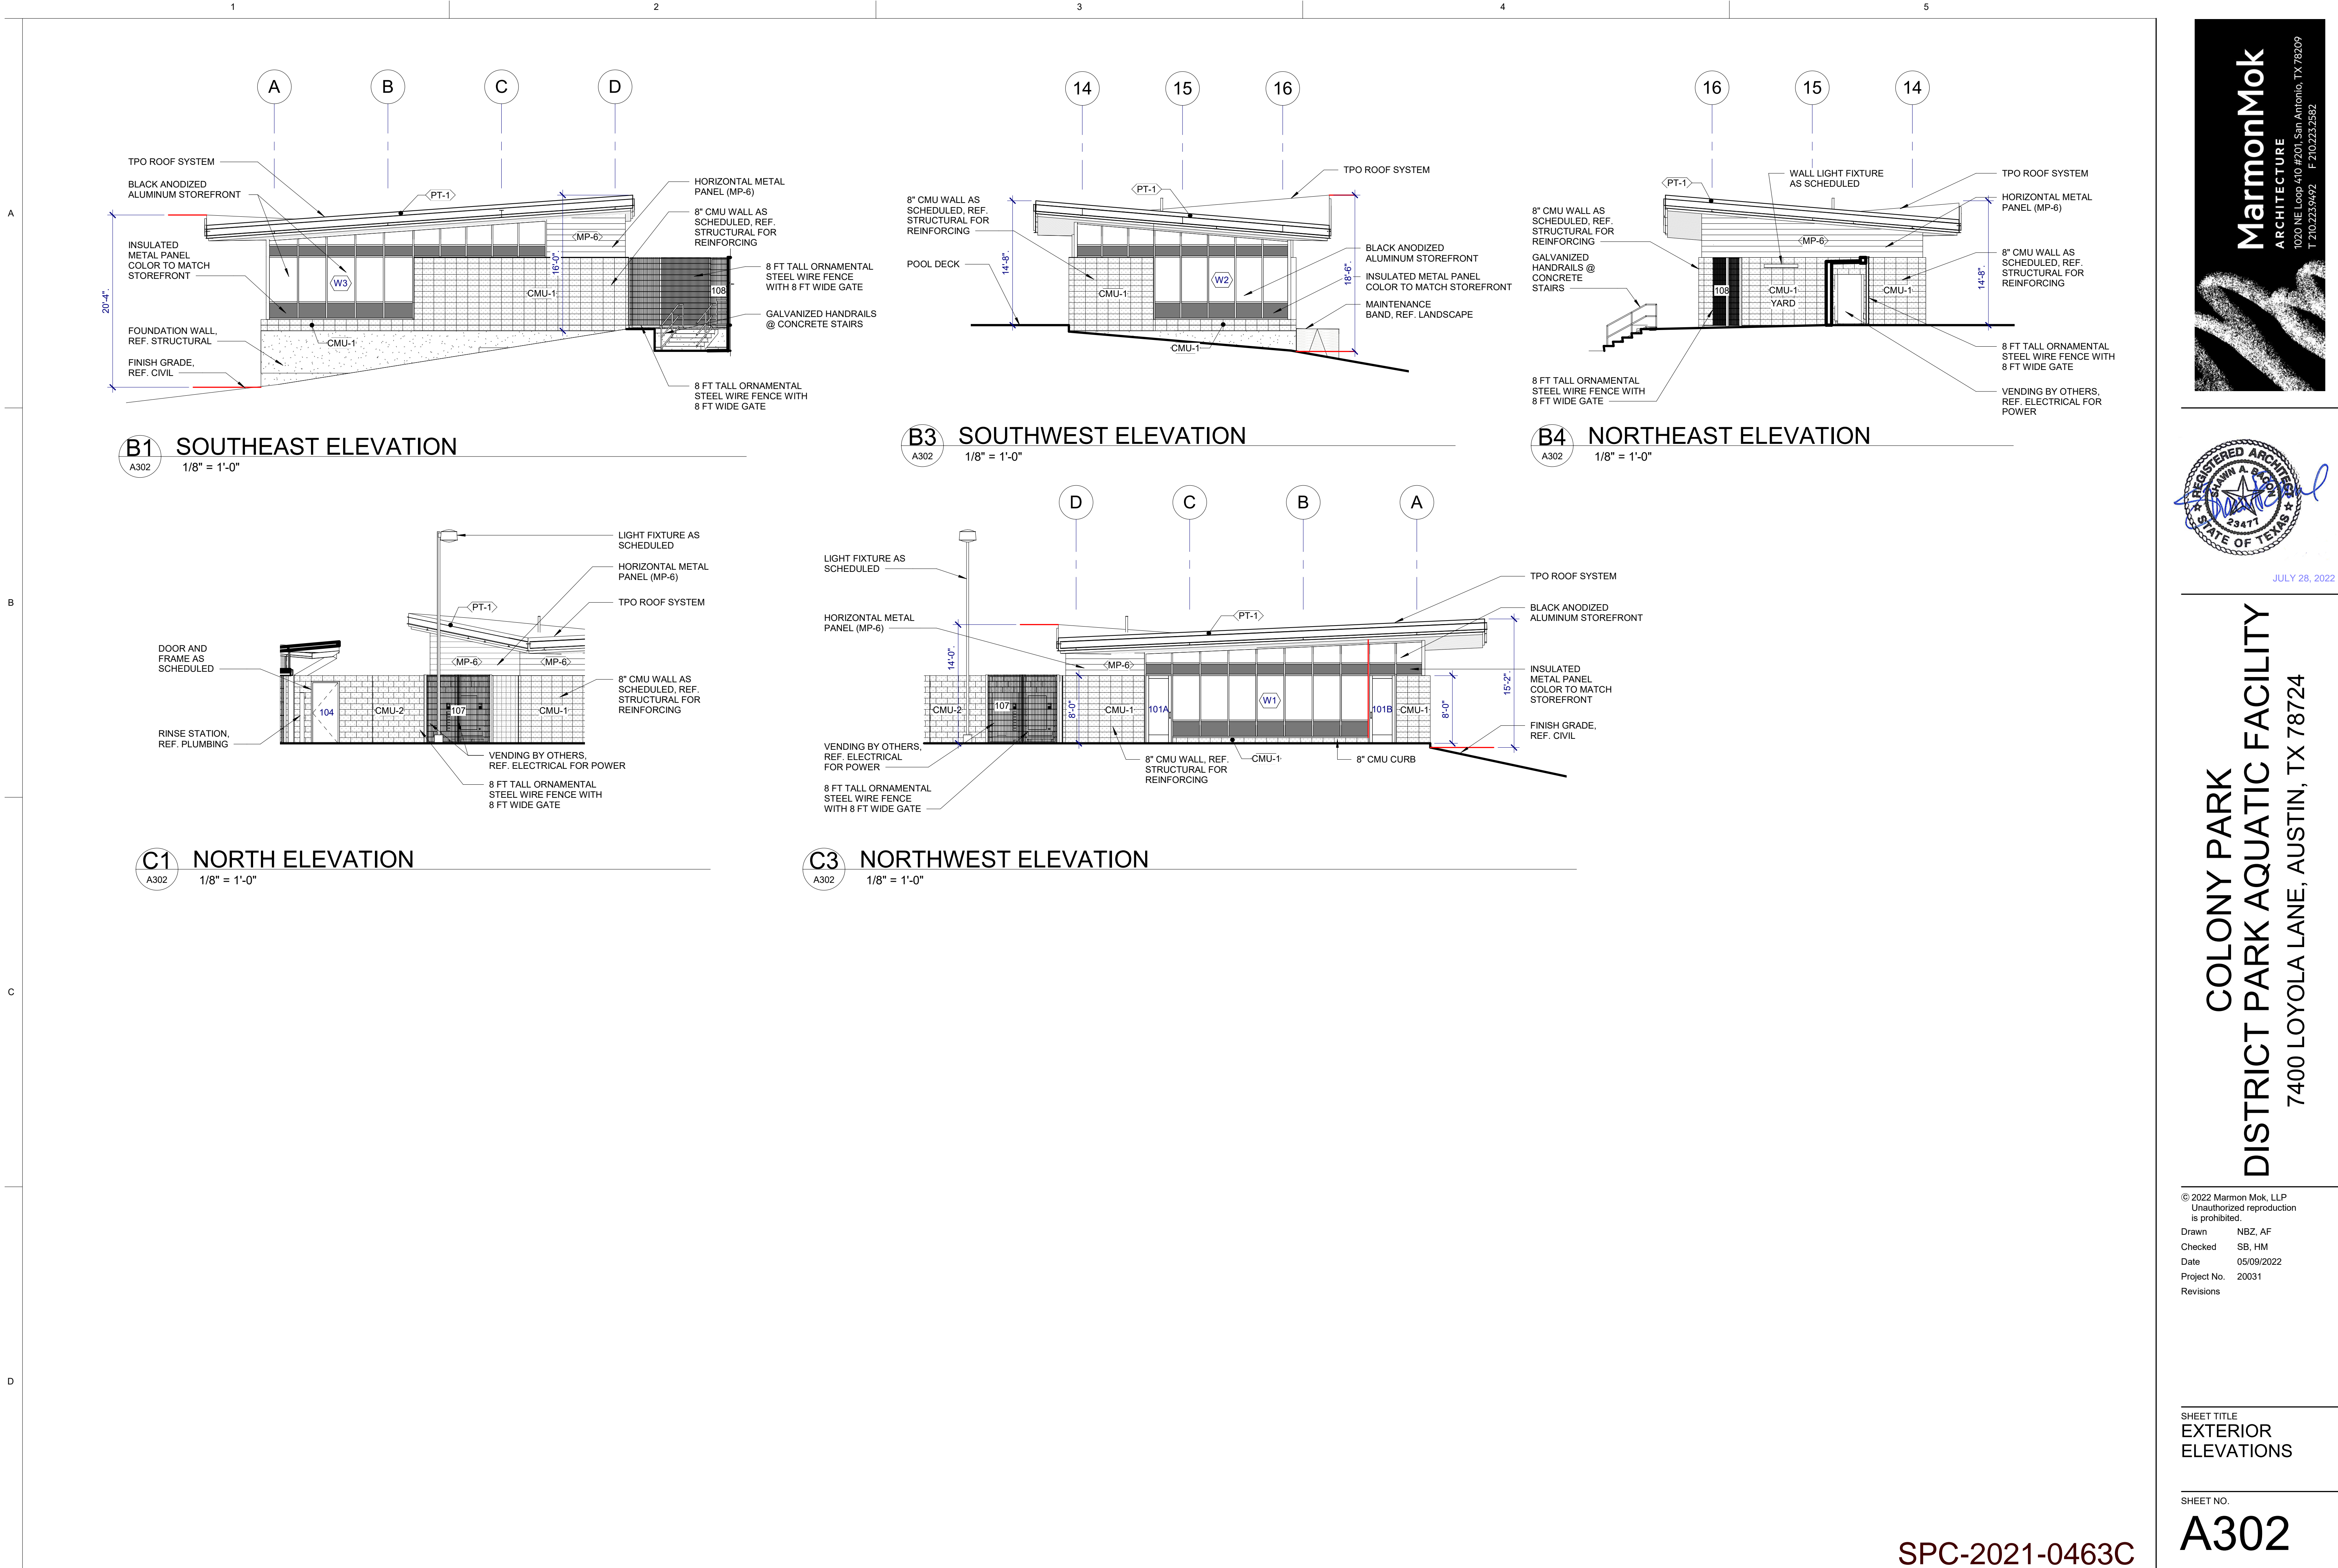 1
2
3
4
5
A
B
C
D
A
B
C
D
TPO ROOF SYSTEM
BLACK ANODIZED
ALUMINUM STOREFRONT
INSULATED
METAL PANEL
COLOR TO MATCH
STOREFRONT
20'-4".
FOUNDATION WALL,
REF. STRUCTURAL
FINISH GRADE,
REF. CIVIL
PT-1
MP-6
W3
CMU-1
CMU-1
16'-0".
108
HORIZONTAL METAL
PANEL (MP-6)
8" CMU WALL AS
SCHEDULED, REF.
STRUCTURAL FOR
REINFORCING
8 FT TALL ORNAMENTAL
STEEL WIRE FENCE
WITH 8 FT WIDE GATE
GALVANIZED HANDRAILS
@ CONCRETE STAIRS
8 FT TALL ORNAMENTAL
STEEL WIRE FENCE WITH
8 FT WIDE GATE
B1
A302
SOUTHEAST ELEVATION
1/8" = 1'-0"
14
15
16
8" CMU WALL AS
SCHEDULED, REF.
STRUCTURAL FOR
REINFORCING
POOL DECK
14'-8".
PT-1
CMU-1
W2
CMU-1
18'-6".
TPO ROOF SYSTEM
BLACK ANODIZED
ALUMINUM STOREFRONT
INSULATED METAL PANEL
COLOR TO MATCH STOREFRONT
MAINTENANCE
BAND, REF. LANDSCAPE
B3
A302
SOUTHWEST ELEVATION
1/8" = 1'-0"
16
15
14
PT-1
WALL LIGHT FIXTURE
AS SCHEDULED
8" CMU WALL AS
SCHEDULED, REF.
STRUCTURAL FOR
REINFORCING
GALVANIZED
HANDRAILS @
CONCRETE
STAIRS
8 FT TALL ORNAMENTAL
STEEL WIRE FENCE WITH
8 FT WIDE GATE
MP-6
108
CMU-1
YARD
CMU-1
14'-8".
TPO ROOF SYSTEM
HORIZONTAL METAL
PANEL (MP-6)
8" CMU WALL AS
SCHEDULED, REF.
STRUCTURAL FOR
REINFORCING
8 FT TALL ORNAMENTAL
STEEL WIRE FENCE WITH
8 FT WIDE GATE
VENDING BY OTHERS,
REF. ELECTRICAL FOR
POWER
B4
A302
NORTHEAST ELEVATION
1/8" = 1'-0"
LIGHT FIXTURE AS
SCHEDULED
HORIZONTAL METAL
PANEL (MP-6)
TPO ROOF SYSTEM
PT-1
DOOR AND
FRAME AS
SCHEDULED
MP-6
MP-6
8" CMU WALL AS
SCHEDULED, REF.
STRUCTURAL FOR
REINFORCING
104
CMU-2
107
CMU-1
RINSE STATION,
REF. PLUMBING
VENDING BY OTHERS,
REF. ELECTRICAL FOR POWER
8 FT TALL ORNAMENTAL
STEEL WIRE FENCE WITH
8 FT WIDE GATE
C1
A302
NORTH ELEVATION
1/8" = 1'-0"
D
C
B
A
LIGHT FIXTURE AS
SCHEDULED
HORIZONTAL METAL
PANEL (MP-6)
14'-0".
PT-1
MP-6
CMU-2
107
8'-0"
CMU-1
101A
W1
101B
CMU-1
8'-0"
15'-2".
TPO ROOF SYSTEM
BLACK ANODIZED
ALUMINUM STOREFRONT
INSULATED
METAL PANEL
COLOR TO MATCH
STOREFRONT
FINISH GRADE,
REF. CIVIL
VENDING BY OTHERS,
REF. ELECTRICAL
FOR POWER
8 FT TALL ORNAMENTAL
STEEL WIRE FENCE
WITH 8 FT WIDE GATE
8" CMU WALL, REF.
STRUCTURAL FOR
REINFORCING
CMU-1
8" CMU CURB
C3
A302
NORTHWEST ELEVATION
1/8" = 1'-0"
MarmonMok
ARCHITECTURE
1020 NE Loop 410 #201, San Antonio, TX 78209
T 210.223.9492 F 210.223.2582
REGISTERED ARCHITECT
SHAWN A. BACON
23477
STATE OF TEXAS
JULY 28, 2022
COLONY PARK
DISTRICT PARK AQUATIC FACILITY
7400 LOYOLA LANE, AUSTIN, TX 78724
© 2022 Marmon Mok, LLP
Unauthorized reproduction
is prohibited.
Drawn NBZ, AF
Checked SB, HM
Date 05/09/2022
Project No. 20031
Revisions
SHEET TITLE
EXTERIOR
ELEVATIONS
SHEET NO.
A302
SPC-2021-0463C